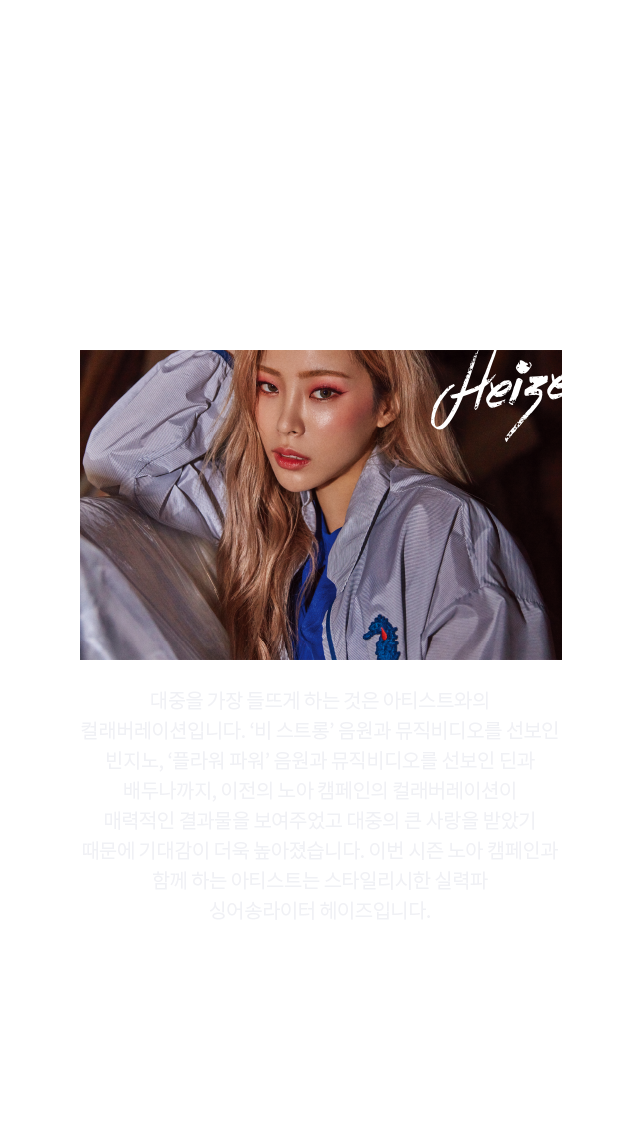 Heize
대중을 가장 들뜨게 하는 것은 아티스트와의
컬래버레이션입니다. ‘비 스트롱’ 음원과 뮤직비디오를 선보인
빈지노, ‘플라워 파워’ 음원과 뮤직비디오를 선보인 딘과
배두나까지, 이전의 노아 캠페인의 컬래버레이션이
매력적인 결과물을 보여주었고 대중의 큰 사랑을 받았기
때문에 기대감이 더욱 높아졌습니다. 이번 시즌 노아 캠페인과
함께 하는 아티스트는 스타일리시한 실력파
싱어송라이터 헤이즈입니다.